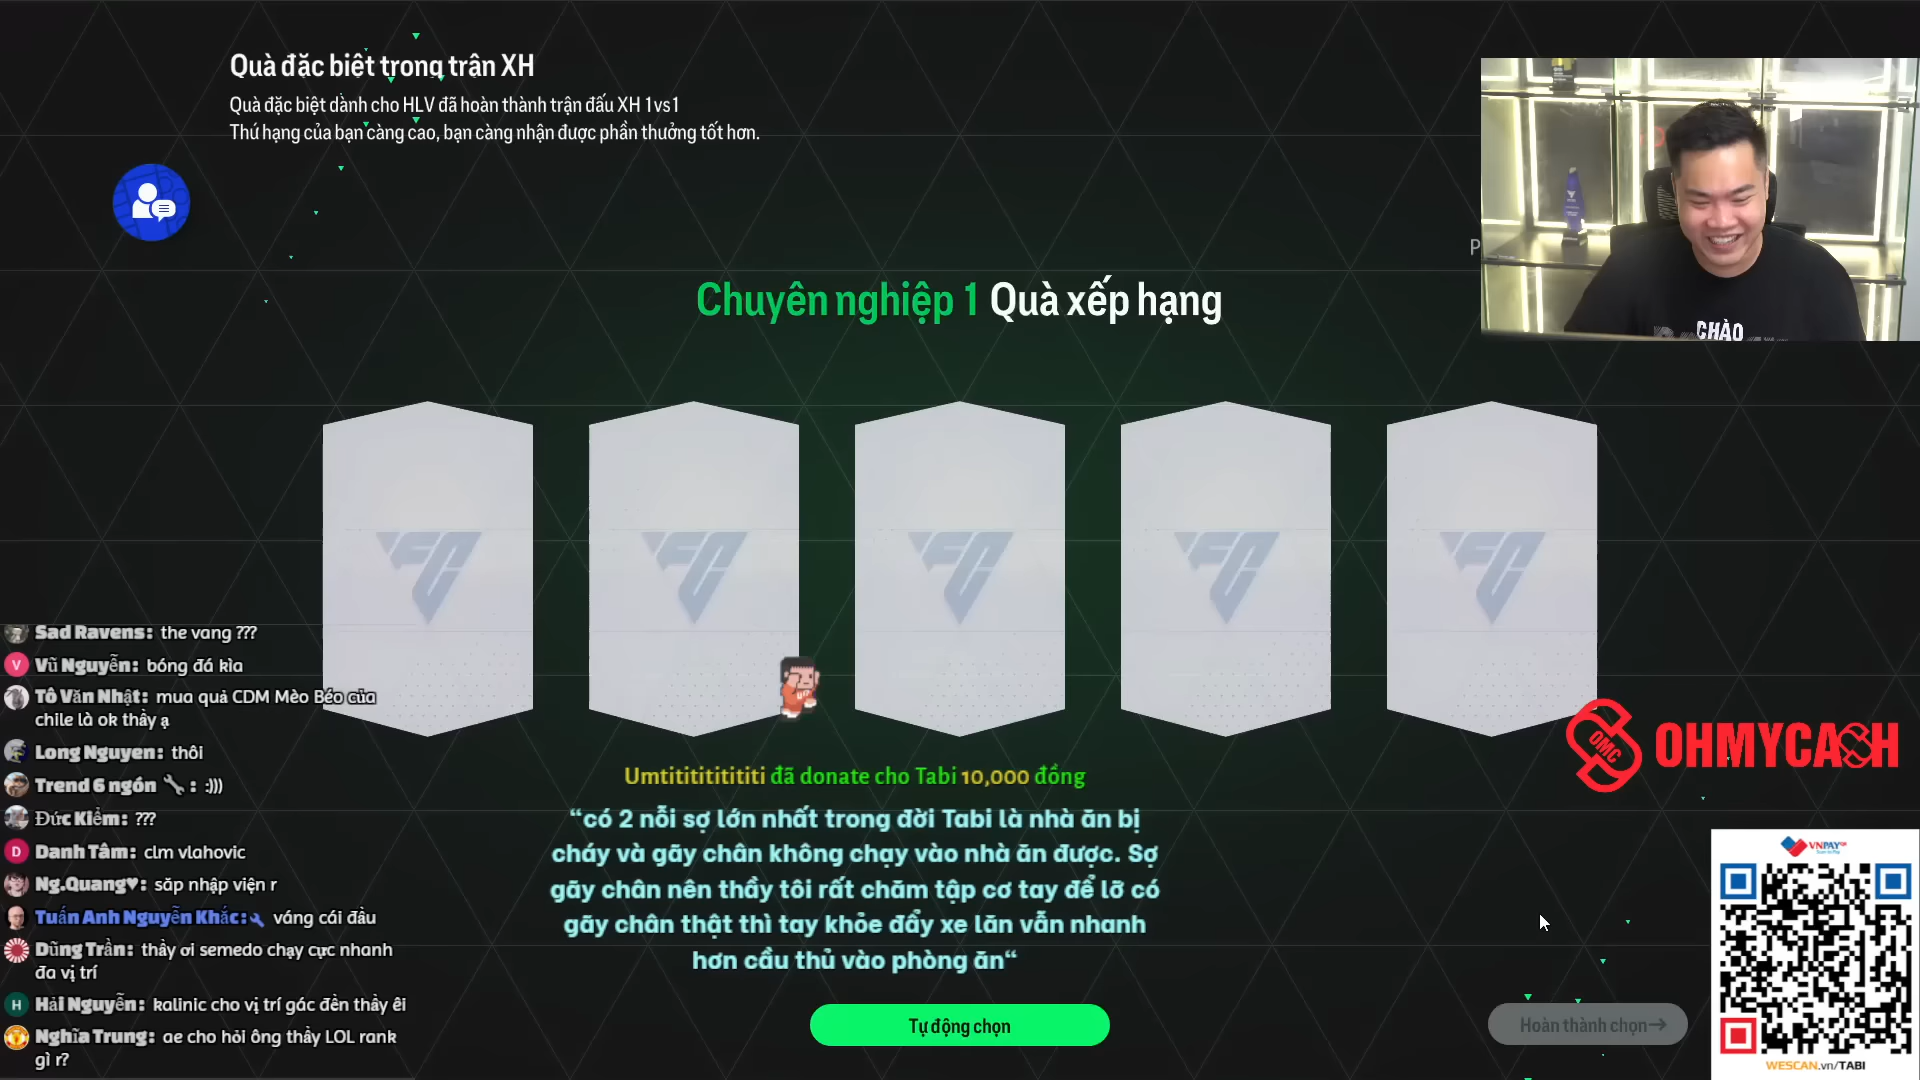 Quà đặc biệt trong trận XH
Quà đặc biệt dành cho HLV đã hoàn thành trận đấu XH 1vs1
Thứ hạng của bạn càng cao, bạn càng nhận được phần thưởng tốt hơn.
P
CHÀO
Chuyên nghiệp 1 Quà xếp hạng
Sad Ravens: the vang ???
V Vũ Nguyễn: bóng đá kìa
Tô Văn Nhật: mua quả CDM Mèo Béo của
chile là ok thầy ạ
Long Nguyen: thôi
Trend 6 ngón : :)))
Đức Kiểm: ???
D Danh Tâm: clm vlahovic
Ng.Quang♥: sắp nhập viện r
Tuấn Anh Nguyễn Khắc: váng cái đầu
Dũng Trần: thầy ơi semedo chạy cực nhanh
đa vị trí
H Hải Nguyễn: kalinic cho vị trí gác đền thầy êi
Nghĩa Trung: ae cho hỏi ông thầy LOL rank
gì r?
Umtitititititi đã donate cho Tabi 10,000 đồng
“có 2 nỗi sợ lớn nhất trong đời Tabi là nhà ăn bị
cháy và gãy chân không chạy vào nhà ăn được. Sợ
gãy chân nên thầy tôi rất chăm tập cơ tay để lỡ có
gãy chân thật thì tay khỏe đẩy xe lăn vẫn nhanh
hơn cầu thủ vào phòng ăn“
Tự động chọn
Hoàn thành chọn→
OMC OHMYCASH
VNPAY
WESCAN.vn/TABI